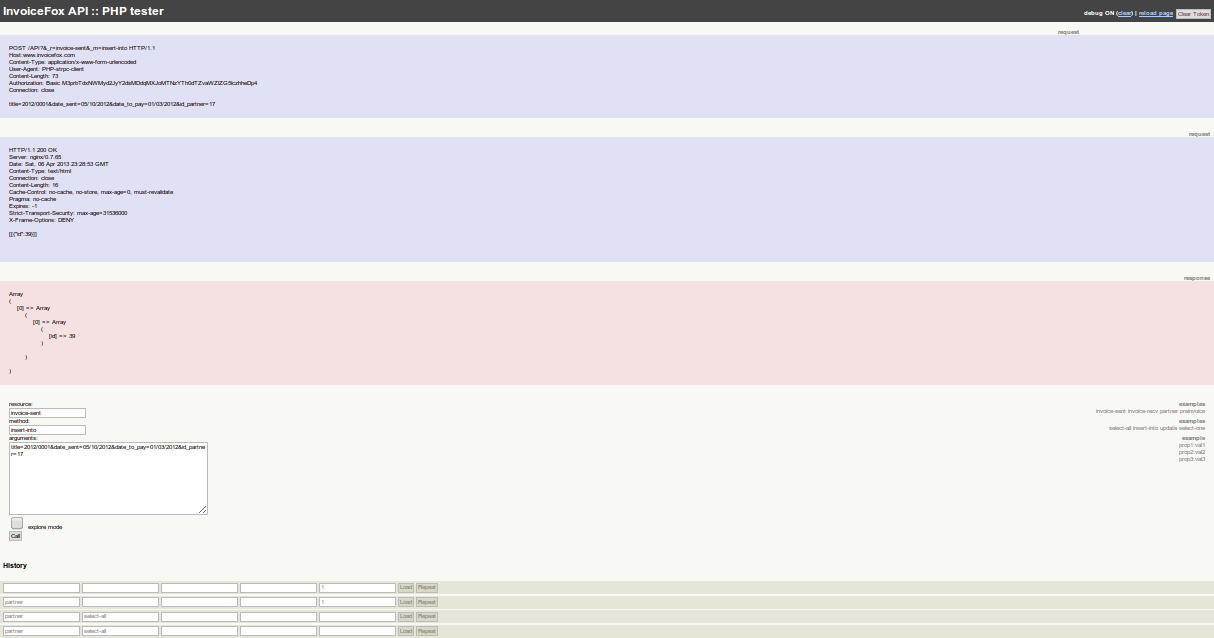 InvoiceFox API :: PHP tester
debug ON (clear) | reload page Clear Token
request
POST /API?&_r=invoice-sent&_m=insert-into HTTP/1.1
Host:www.invoicefox.com
Content-Type: application/x-www-form-urlencoded
User-Agent: PHP-strpc-client
Content-Length: 73
Authorization: Basic
Connection: close
title=2012/0001&date_sent=05/10/2012&date_to_pay=01/03/2012&id_partner=17
request
HTTP/1.1 200 OK
Server: nginx/0.7.65
Date: Sat, 06 Apr 2013 23:28:53 GMT
Content-Type: text/html
Connection: close
Content-Length: 16
Cache-Control: no-cache, no-store, max-age=0, must-revalidate
Pragma: no-cache
Expires: -1
Strict-Transport-Security: max-age=31536000
X-Frame-Options: DENY
[[{"id":39}]]
response
Array
(
[0] => Array
(
[0] => Array
(
[id] => 39
)
)
)
resource:
invoice-sent
method:
insert-into
arguments:
title=2012/0001&date_sent=05/10/2012&date_to_pay=01/03/2012&id_partne
r=17
explore mode
Call
examples
invoice-sent invoice-recv partner preinvoice
examples
select-all insert-into update select-one
example
prop1:val1
prop2:val2
prop3:val3
History
1 Load Repeat
partner 1 Load Repeat
partner select-all Load Repeat
partner select-all Load Repeat